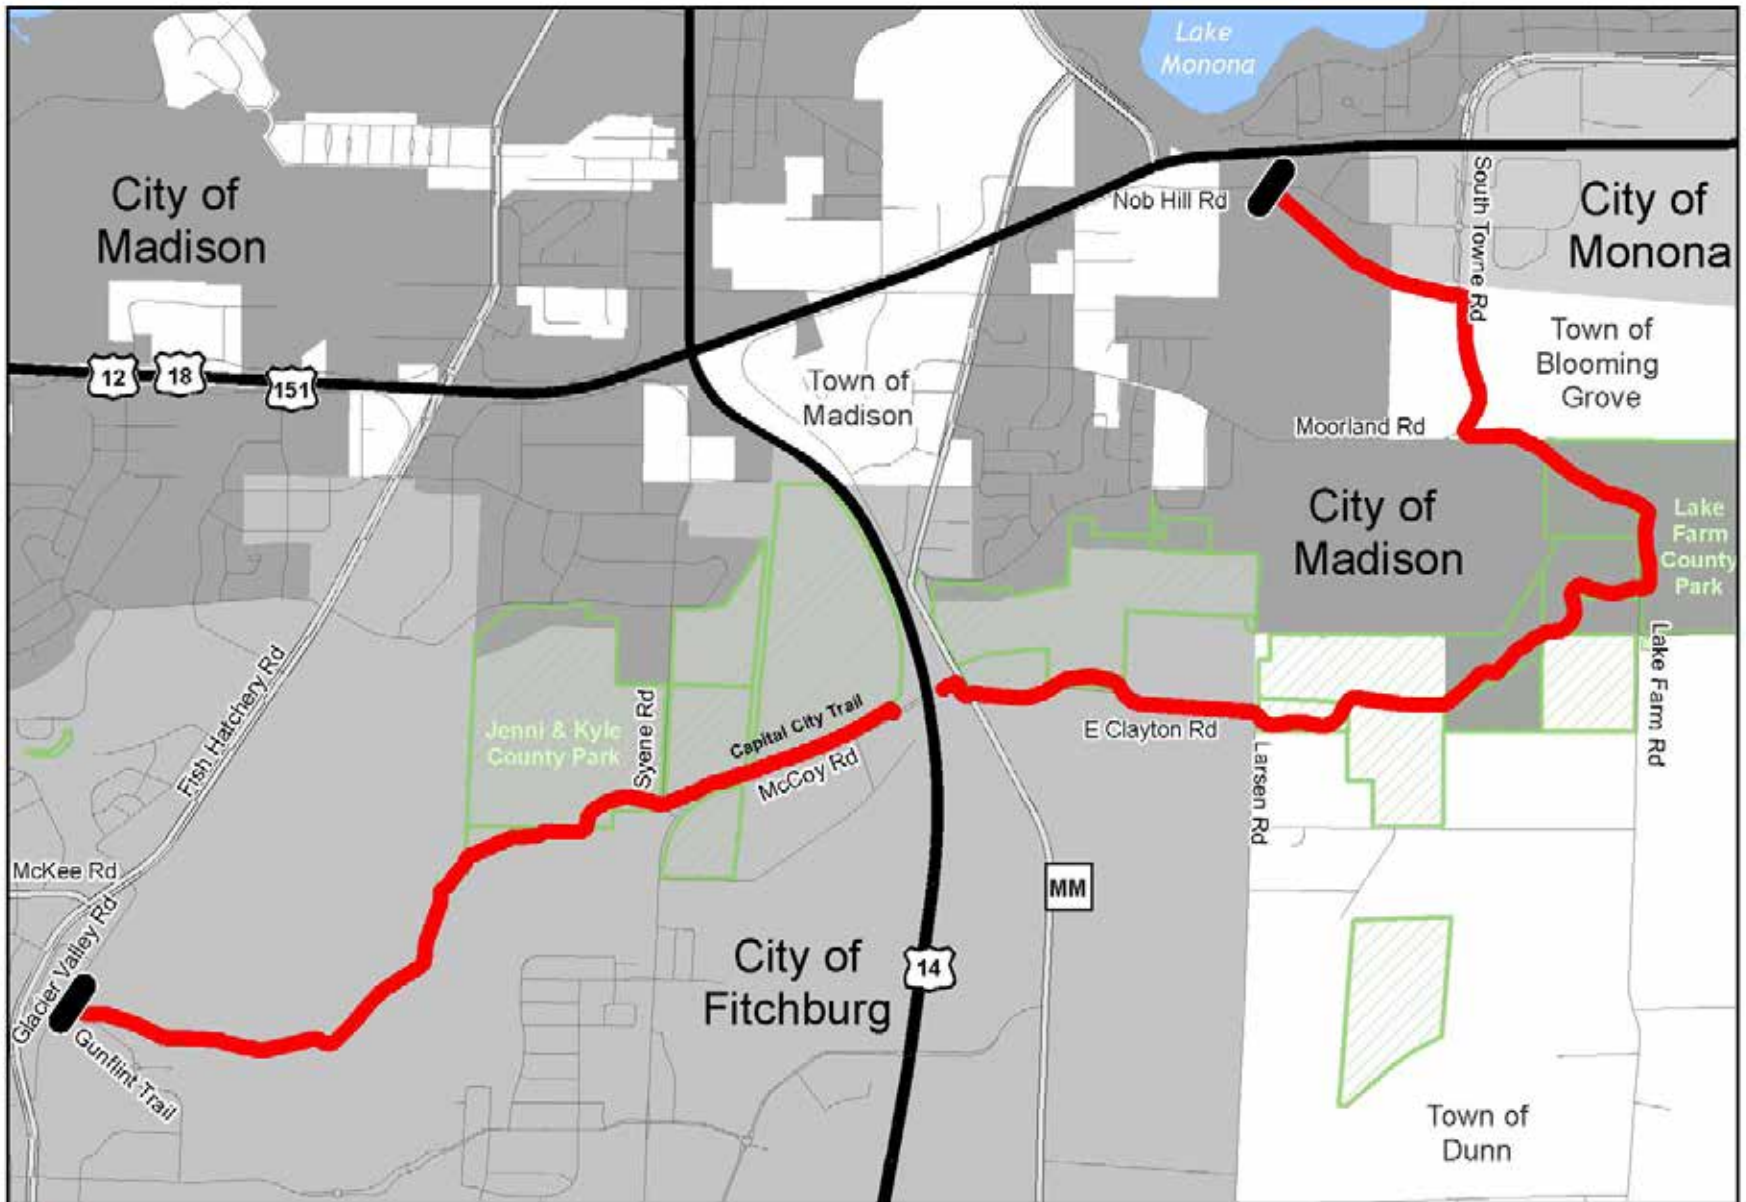 Lake
Monona
City of
Madison
Nob Hill Rd
South Towne Rd
City of
Monona
12
18
151
Town of
Madison
Town of
Blooming
Grove
Moorland Rd
City of
Madison
Lake
Farm
County
Park
Fish Hatchery Rd
Jenni & Kyle
County Park
Syene Rd
Capital City Trail
McCoy Rd
E Clayton Rd
Larsen Rd
Lake Farm Rd
McKee Rd
MM
Glacier Valley Rd
Gunflint Trail
City of
Fitchburg
14
Town of
Dunn